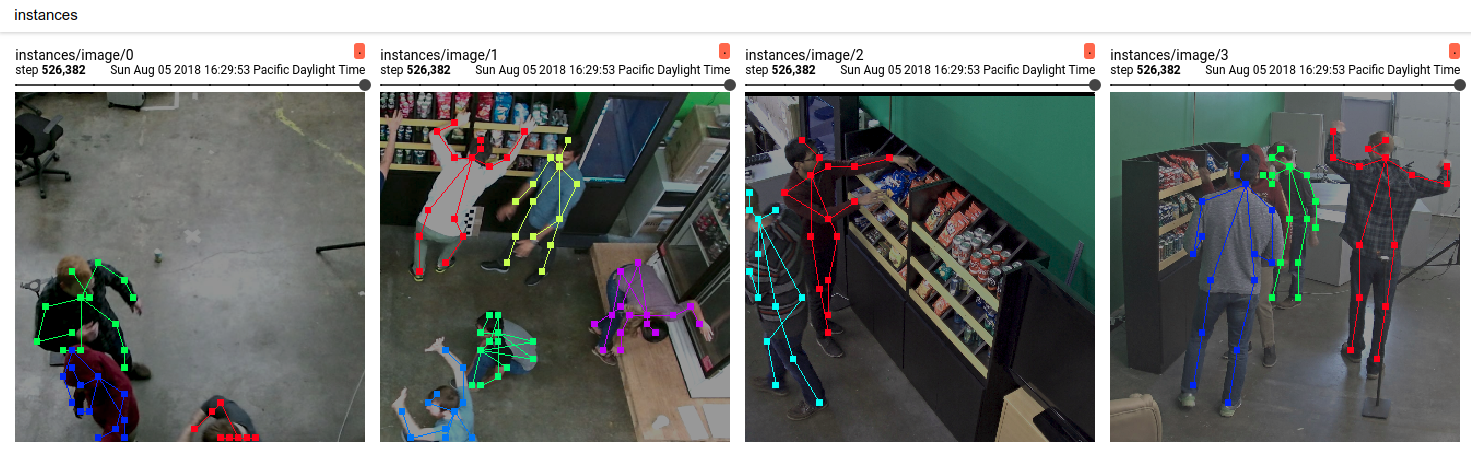 instances
instances/image/0
step 526,382 Sun Aug 05 2018 16:29:53 Pacific Daylight Time
instances/image/1
step 526,382 Sun Aug 05 2018 16:29:53 Pacific Daylight Time
instances/image/2
step 526,382 Sun Aug 05 2018 16:29:53 Pacific Daylight Time
instances/image/3
step 526,382 Sun Aug 05 2018 16:29:53 Pacific Daylight Time